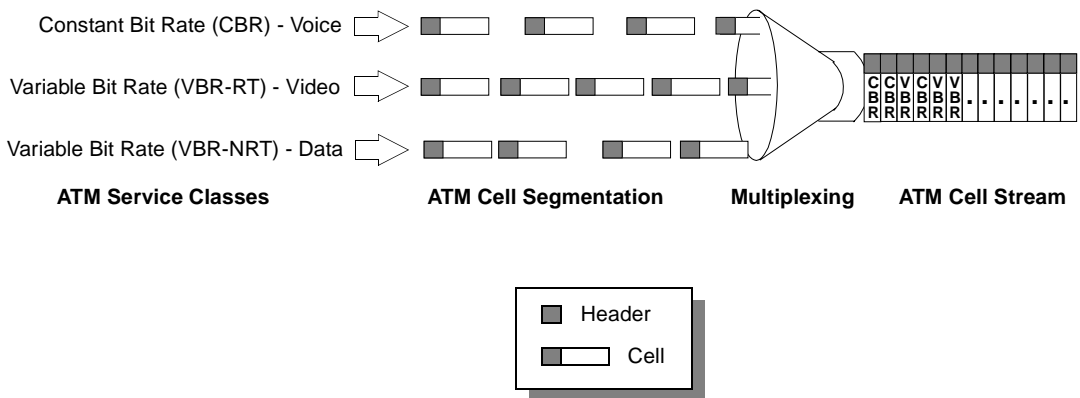 Constant Bit Rate (CBR) - Voice
Variable Bit Rate (VBR-RT) - Video
Variable Bit Rate (VBR-NRT) - Data
CBR CBR VBR CBR VBR VBR . . . . . . .
ATM Service Classes
ATM Cell Segmentation
Multiplexing
ATM Cell Stream
Header
Cell